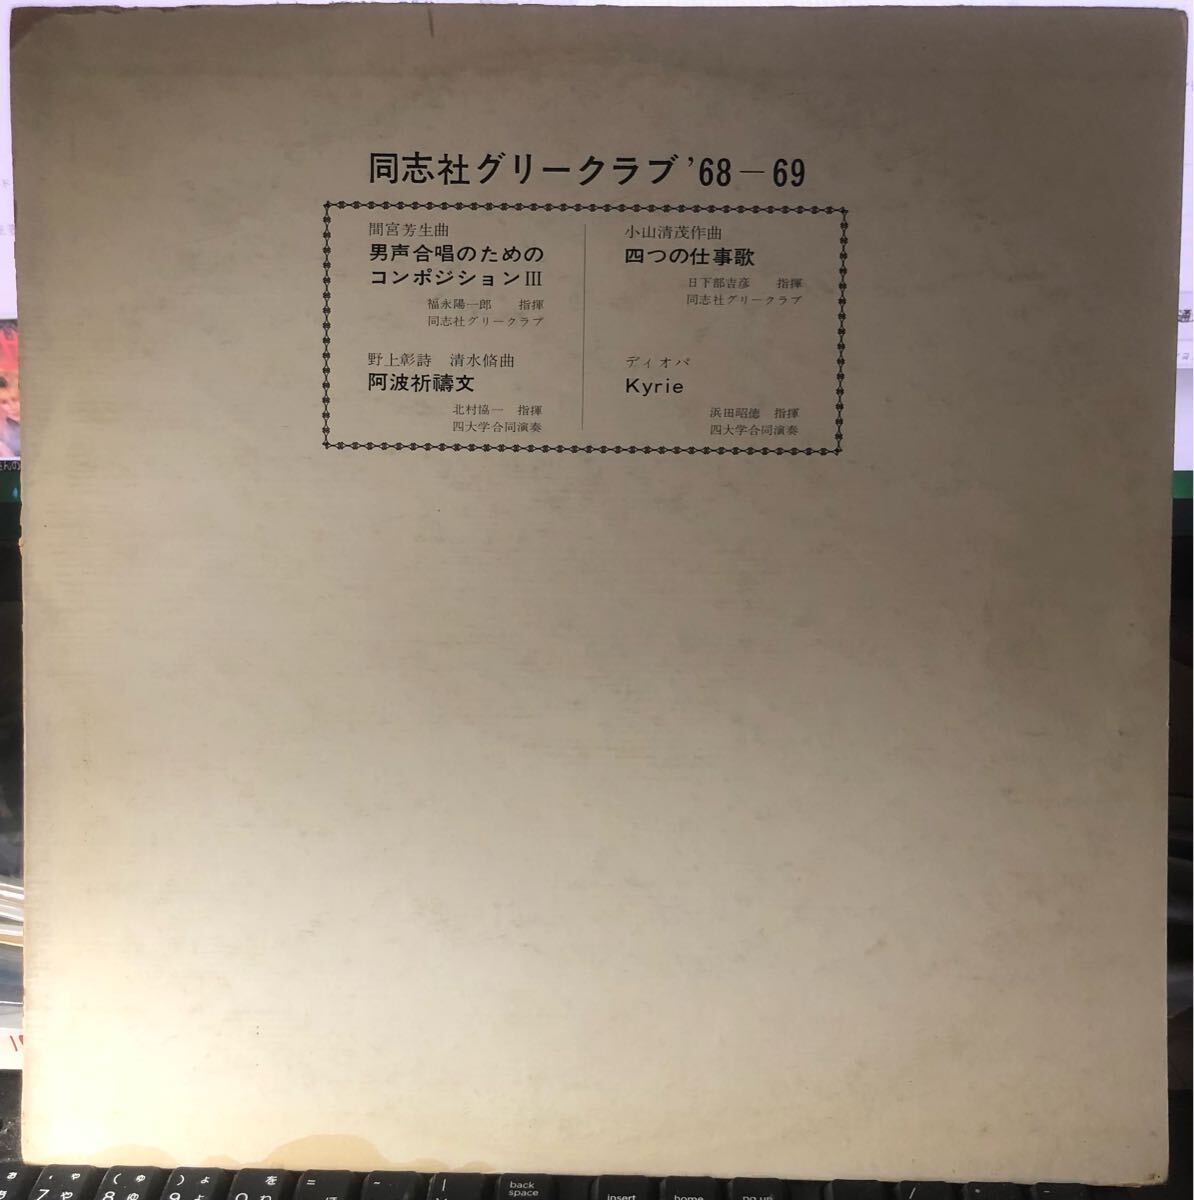 同志社グリークラブ '68—69
間宮芳生曲
男声合唱のための
コンポジションⅢ
福永陽一郎 指揮
同志社グリークラブ
野上彰詩 清水脩曲
阿波祈禱文
北村協一 指揮
四大学合同演奏
小山清茂作曲
四つの仕事歌
日下部吉彦 指揮
同志社グリークラブ
ディオパ
Kyrie
浜田昭徳 指揮
四大学合同演奏
back
space
insert
home
pg up